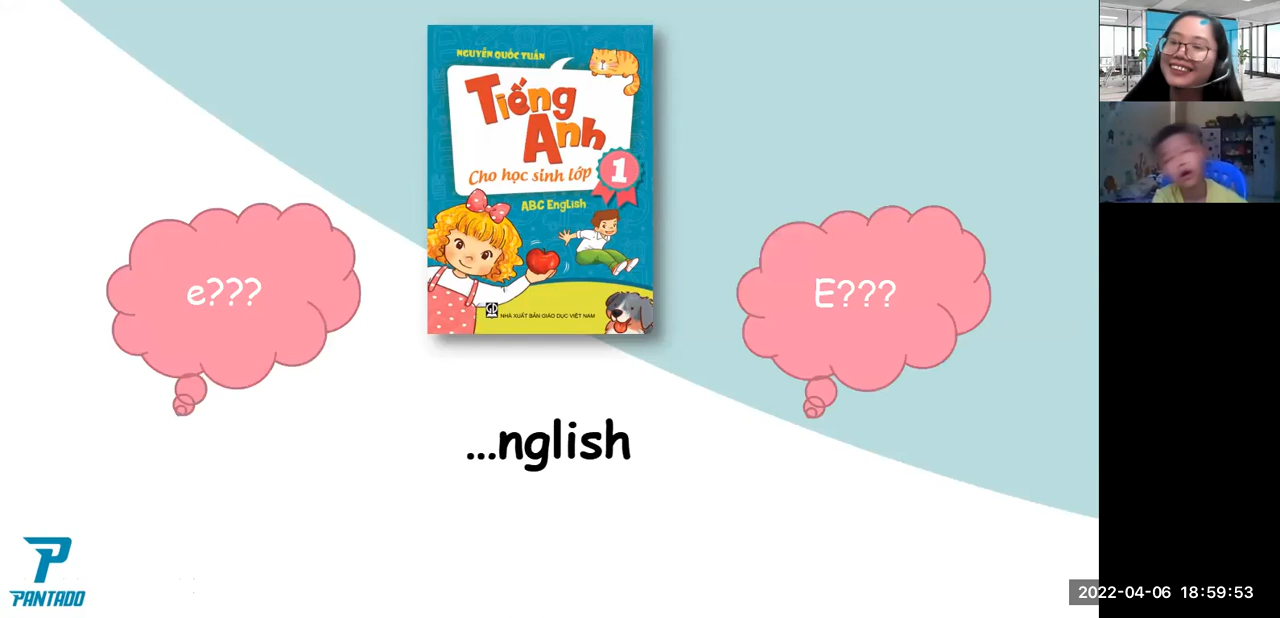 NGUYỄN QUỐC TUẤN
Tiếng
Anh
Cho học sinh lớp 1
ABC English
NHÀ XUẤT BẢN GIÁO DỤC VIỆT NAM
e???
E???
...nglish
PANTADO
2022-04-06 18:59:53